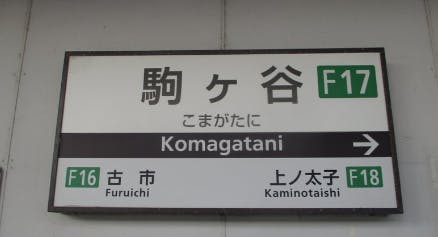 駒ヶ谷 F17
こまがたに
Komagatani →
F16 古市 上ノ太子 F18
Furuichi Kaminotaishi